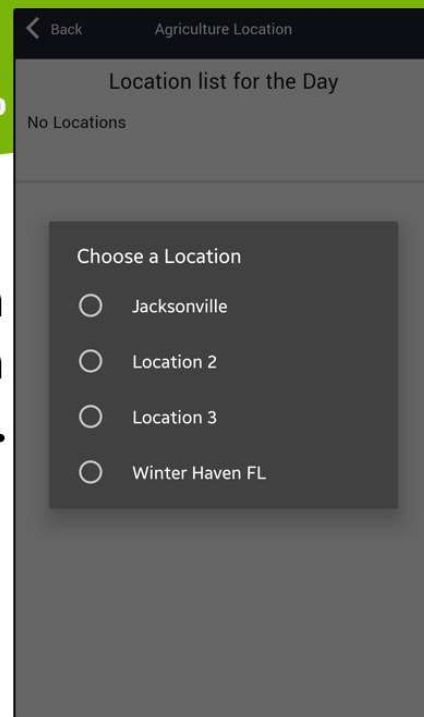 Back
Agriculture Location
Location list for the Day
No Locations
Choose a Location
Jacksonville
Location 2
Location 3
Winter Haven FL